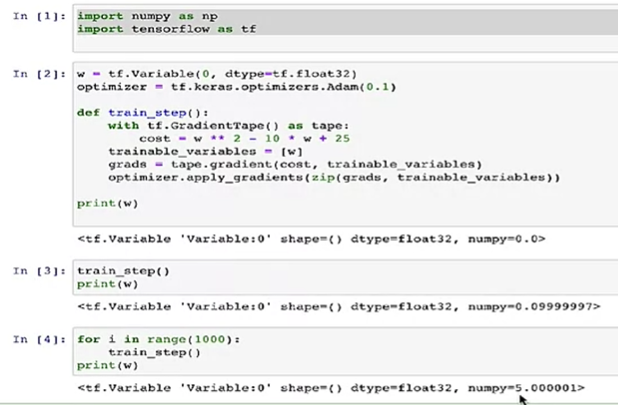 In [1]: import numpy as np
import tensorflow as tf
In [2]: w = tf.Variable(0, dtype=tf.float32)
optimizer = tf.keras.optimizers.Adam(0.1)
def train_step():
    with tf.GradientTape() as tape:
        cost = w ** 2 - 10 * w + 25
    trainable_variables = [w]
    grads = tape.gradient(cost, trainable_variables)
    optimizer.apply_gradients(zip(grads, trainable_variables))
print(w)
<tf.Variable 'Variable:0' shape=() dtype=float32, numpy=0.0>
In [3]: train_step()
print(w)
<tf.Variable 'Variable:0' shape=() dtype=float32, numpy=0.09999997>
In [4]: for i in range(1000):
    train_step()
print(w)
<tf.Variable 'Variable:0' shape=() dtype=float32, numpy=5.000001>